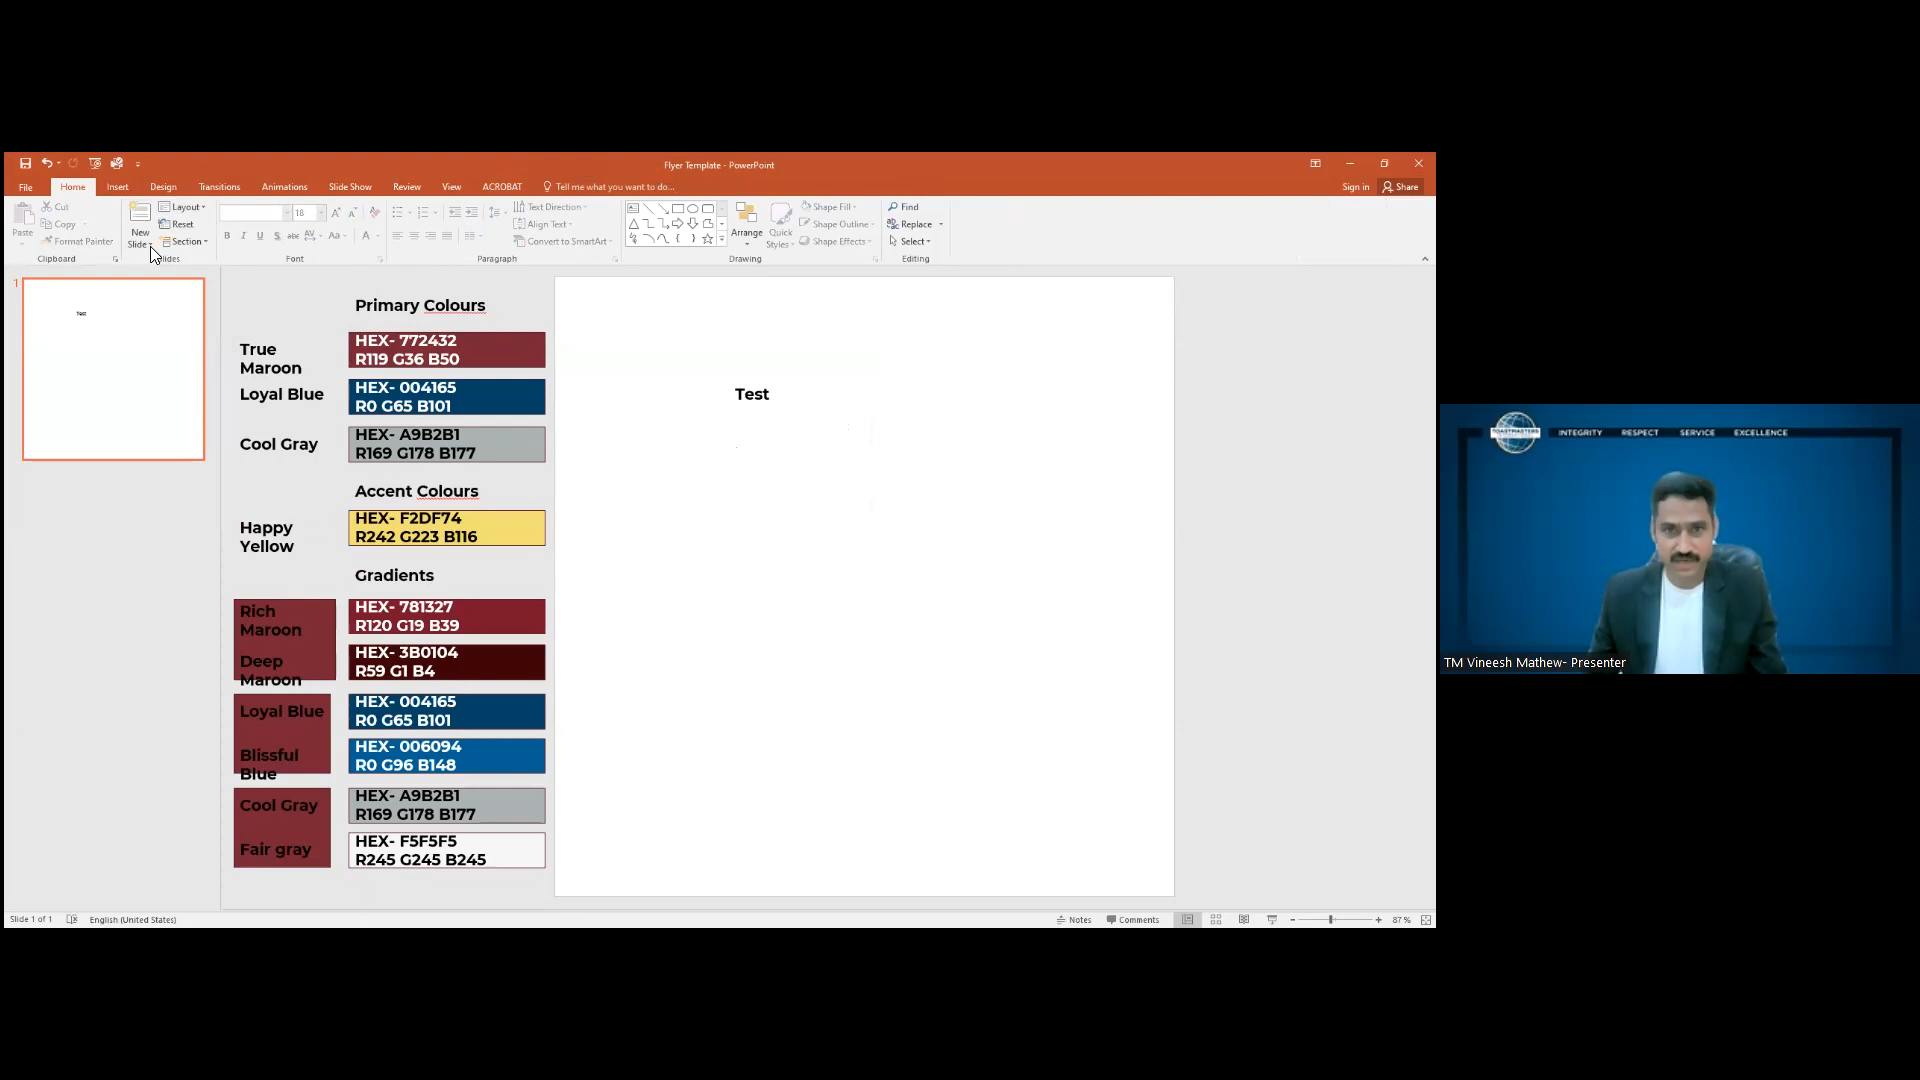 Flyer Template - PowerPoint
File Home Insert Design Transitions Animations Slide Show Review View ACROBAT Tell me what you want to do... Sign in Share
Paste
Cut
Copy
Format Painter
Clipboard
New Slide
Layout
Reset
Section
Slides
18
Font
Text Direction
Align Text
Convert to SmartArt
Paragraph
Arrange
Quick Styles
Shape Fill
Shape Outline
Shape Effects
Drawing
Find
Replace
Select
Editing
1
Test
Primary Colours
True Maroon
HEX- 772432
R119 G36 B50
Loyal Blue
HEX- 004165
R0 G65 B101
Cool Gray
HEX- A9B2B1
R169 G178 B177
Accent Colours
Happy Yellow
HEX- F2DF74
R242 G223 B116
Gradients
Rich Maroon
HEX- 781327
R120 G19 B39
Deep Maroon
HEX- 3B0104
R59 G1 B4
Loyal Blue
HEX- 004165
R0 G65 B101
Blissful Blue
HEX- 006094
R0 G96 B148
Cool Gray
HEX- A9B2B1
R169 G178 B177
Fair gray
HEX- F5F5F5
R245 G245 B245
Test
Slide 1 of 1 English (United States) Notes Comments 87 %
TOASTMASTERS
INTEGRITY RESPECT SERVICE EXCELLENCE
TM Vineesh Mathew- Presenter